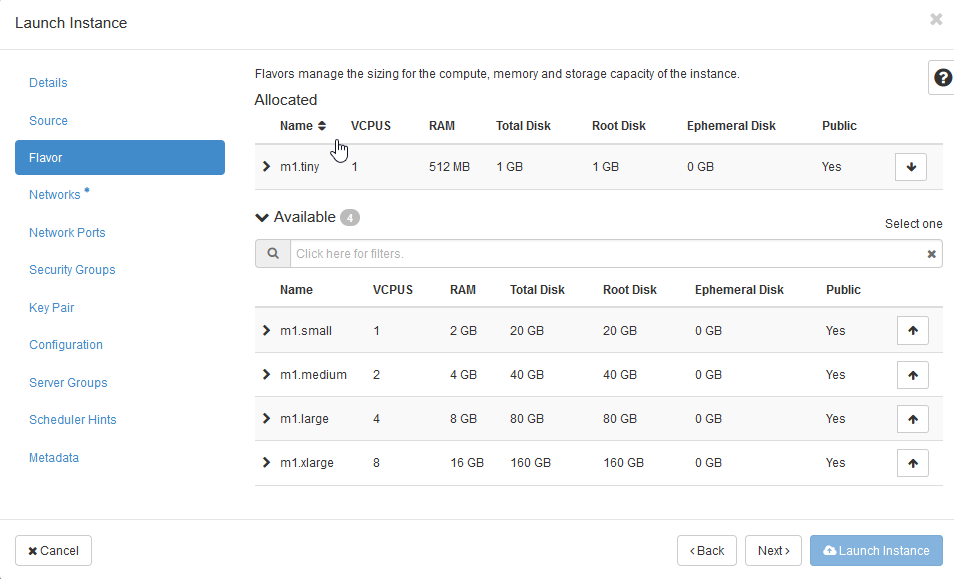 Launch Instance
Details
Source
Flavor
Networks *
Network Ports
Security Groups
Key Pair
Configuration
Server Groups
Scheduler Hints
Metadata
Flavors manage the sizing for the compute, memory and storage capacity of the instance.
Allocated
Name VCPUS RAM Total Disk Root Disk Ephemeral Disk Public
m1.tiny 1 512 MB 1 GB 1 GB 0 GB Yes
Available 4
Select one
Click here for filters.
Name VCPUS RAM Total Disk Root Disk Ephemeral Disk Public
m1.small 1 2 GB 20 GB 20 GB 0 GB Yes
m1.medium 2 4 GB 40 GB 40 GB 0 GB Yes
m1.large 4 8 GB 80 GB 80 GB 0 GB Yes
m1.xlarge 8 16 GB 160 GB 160 GB 0 GB Yes
Cancel
‹ Back
Next ›
Launch Instance